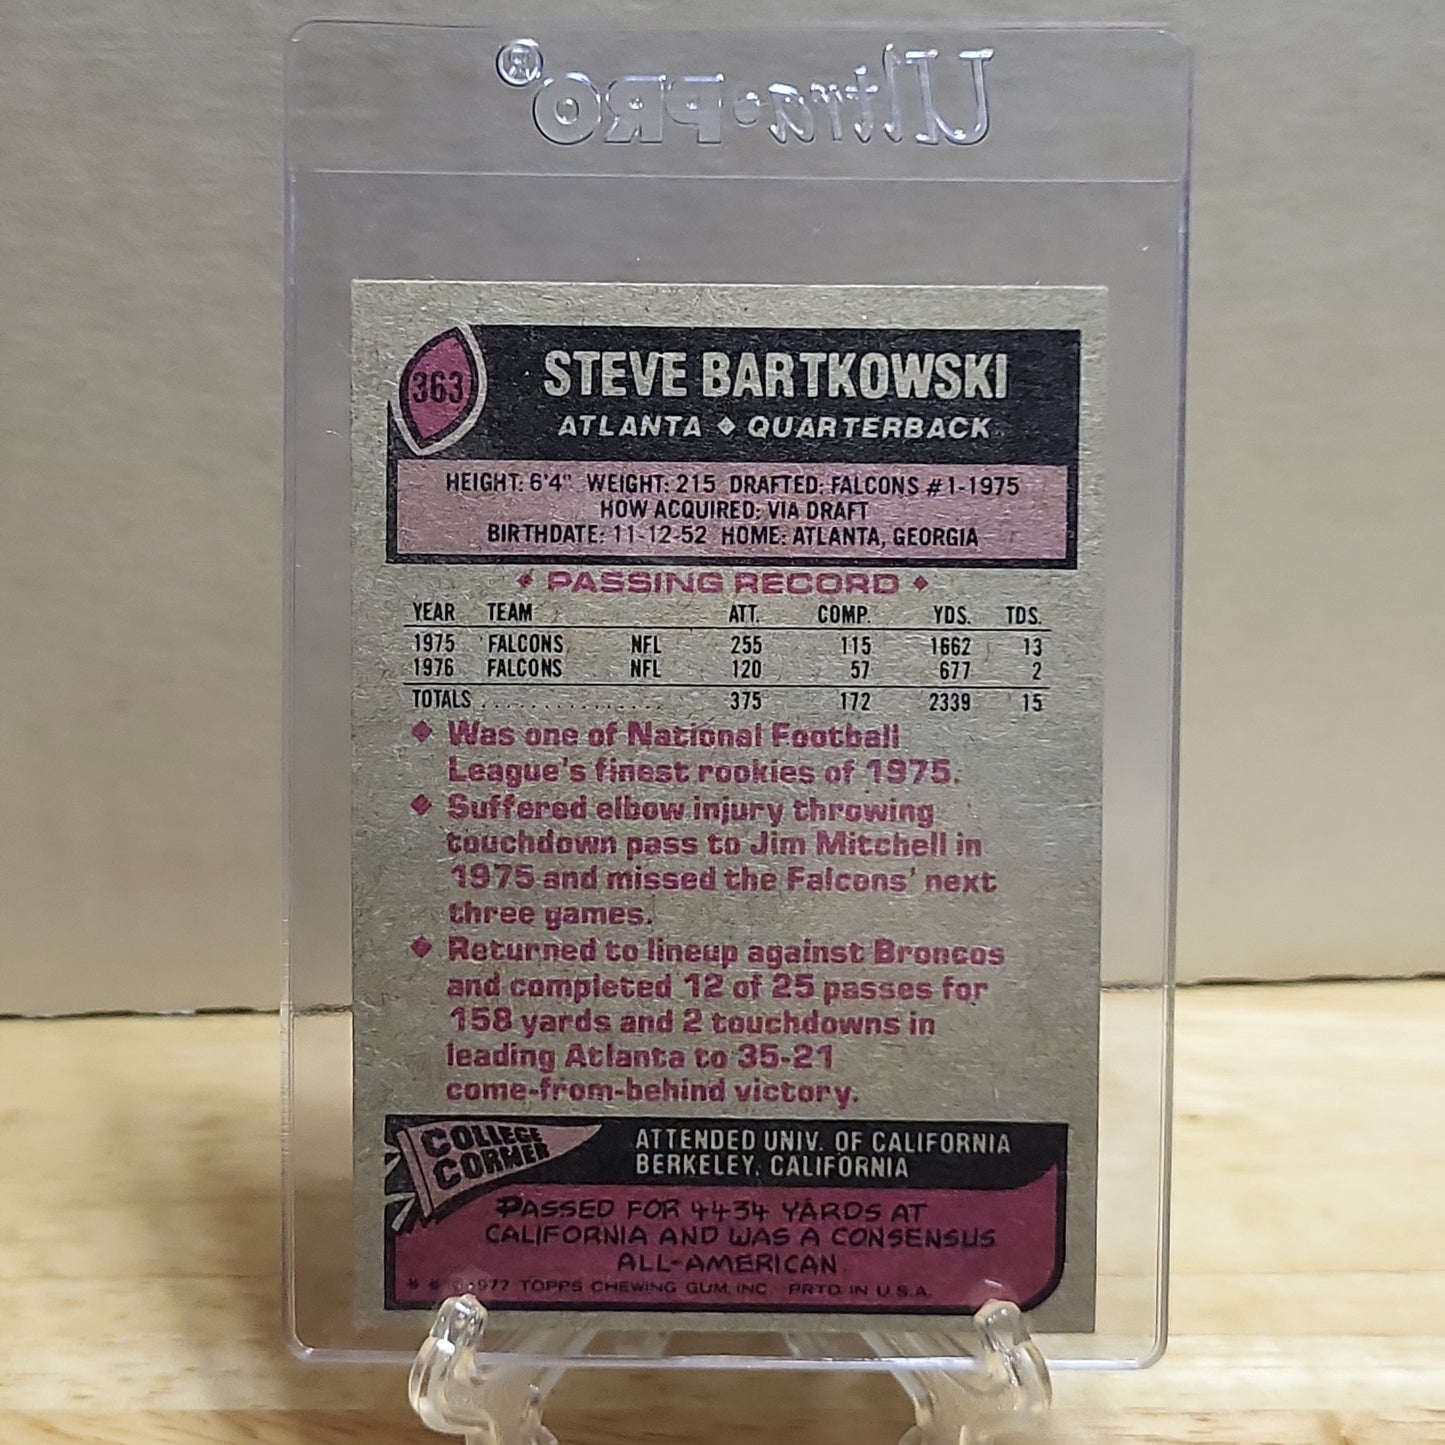 Ultra•PRO®
363
STEVE BARTKOWSKI
ATLANTA ◆ QUARTERBACK
HEIGHT: 6'4" WEIGHT: 215 DRAFTED: FALCONS #1-1975
HOW ACQUIRED: VIA DRAFT
BIRTHDATE: 11-12-52 HOME: ATLANTA, GEORGIA
◆ PASSING RECORD ◆
YEAR TEAM ATT. COMP. YDS. TDS.
1975 FALCONS NFL 255 115 1662 13
1976 FALCONS NFL 120 57 677 2
TOTALS . . . . . . . . . . . . . . . 375 172 2339 15
◆ Was one of National Football
League's finest rookies of 1975.
◆ Suffered elbow injury throwing
touchdown pass to Jim Mitchell in
1975 and missed the Falcons' next
three games.
◆ Returned to lineup against Broncos
and completed 12 of 25 passes for
158 yards and 2 touchdowns in
leading Atlanta to 35-21
come-from-behind victory.
COLLEGE
CORNER
ATTENDED UNIV. OF CALIFORNIA
BERKELEY, CALIFORNIA
PASSED FOR 4434 YARDS AT
CALIFORNIA AND WAS A CONSENSUS
ALL-AMERICAN.
* * © 1977 TOPPS CHEWING GUM, INC. PRTD. IN U.S.A.